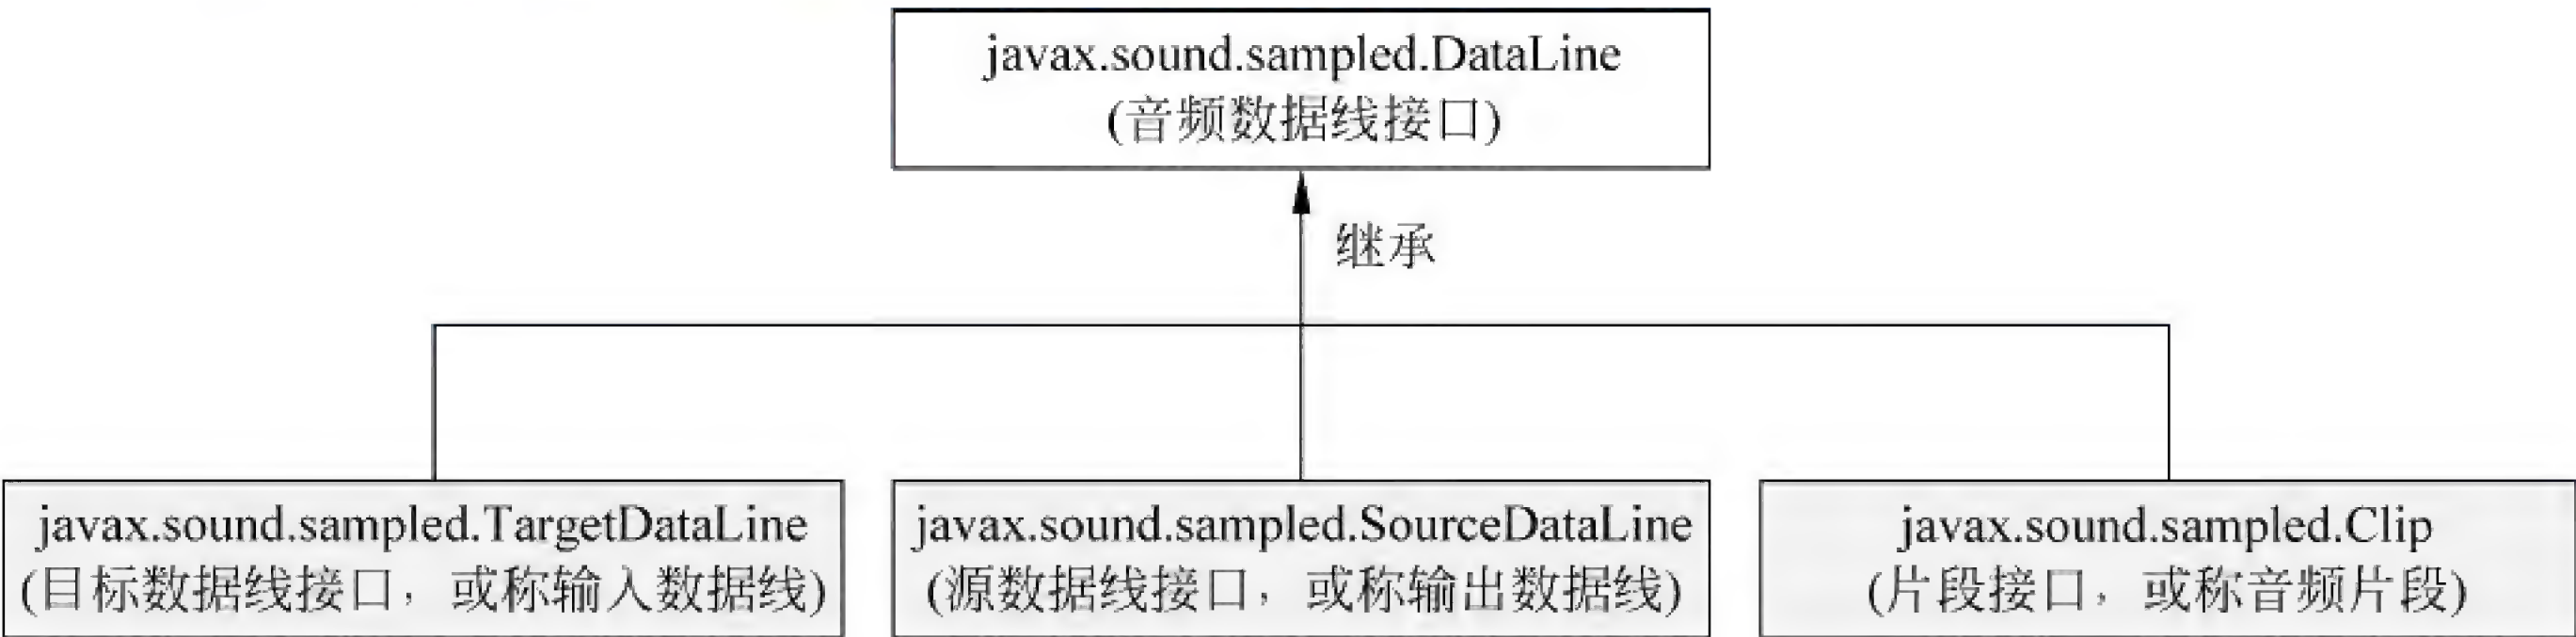 javax.sound.sampled.DataLine
(音频数据线接口)
继承
javax.sound.sampled.TargetDataLine
(目标数据线接口，或称输入数据线)
javax.sound.sampled.SourceDataLine
(源数据线接口，或称输出数据线)
javax.sound.sampled.Clip
(片段接口，或称音频片段)